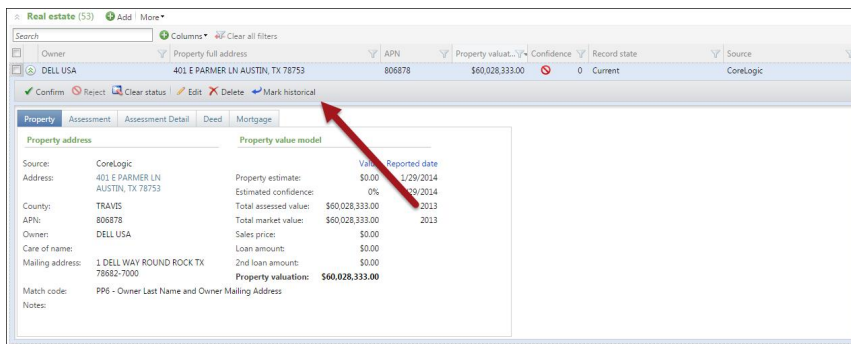 Real estate (53) Add More
Search Columns Clear all filters
Owner Property full address APN Property valuat... Confidence Record state Source
DELL USA 401 E PARMER LN AUSTIN, TX 78753 806878 $60,028,333.00 0 Current CoreLogic
Confirm Reject Clear status Edit Delete Mark historical
Property Assessment Assessment Detail Deed Mortgage
Property address Property value model
Source: CoreLogic Reported date
Address: 401 E PARMER LN Property estimate: $0.00 1/29/2014
AUSTIN, TX 78753 Estimated confidence: 0%
County: TRAVIS Total assessed value: $60,028,333.00 2013
APN: 806878 Total market value: $60,028,333.00 2013
Owner: DELL USA Sales price: $0.00
Care of name: Loan amount: $0.00
Mailing address: 1 DELL WAY ROUND ROCK TX 2nd loan amount: $0.00
78682-7000 Property valuation: $60,028,333.00
Match code: PP6 - Owner Last Name and Owner Mailing Address
Notes: